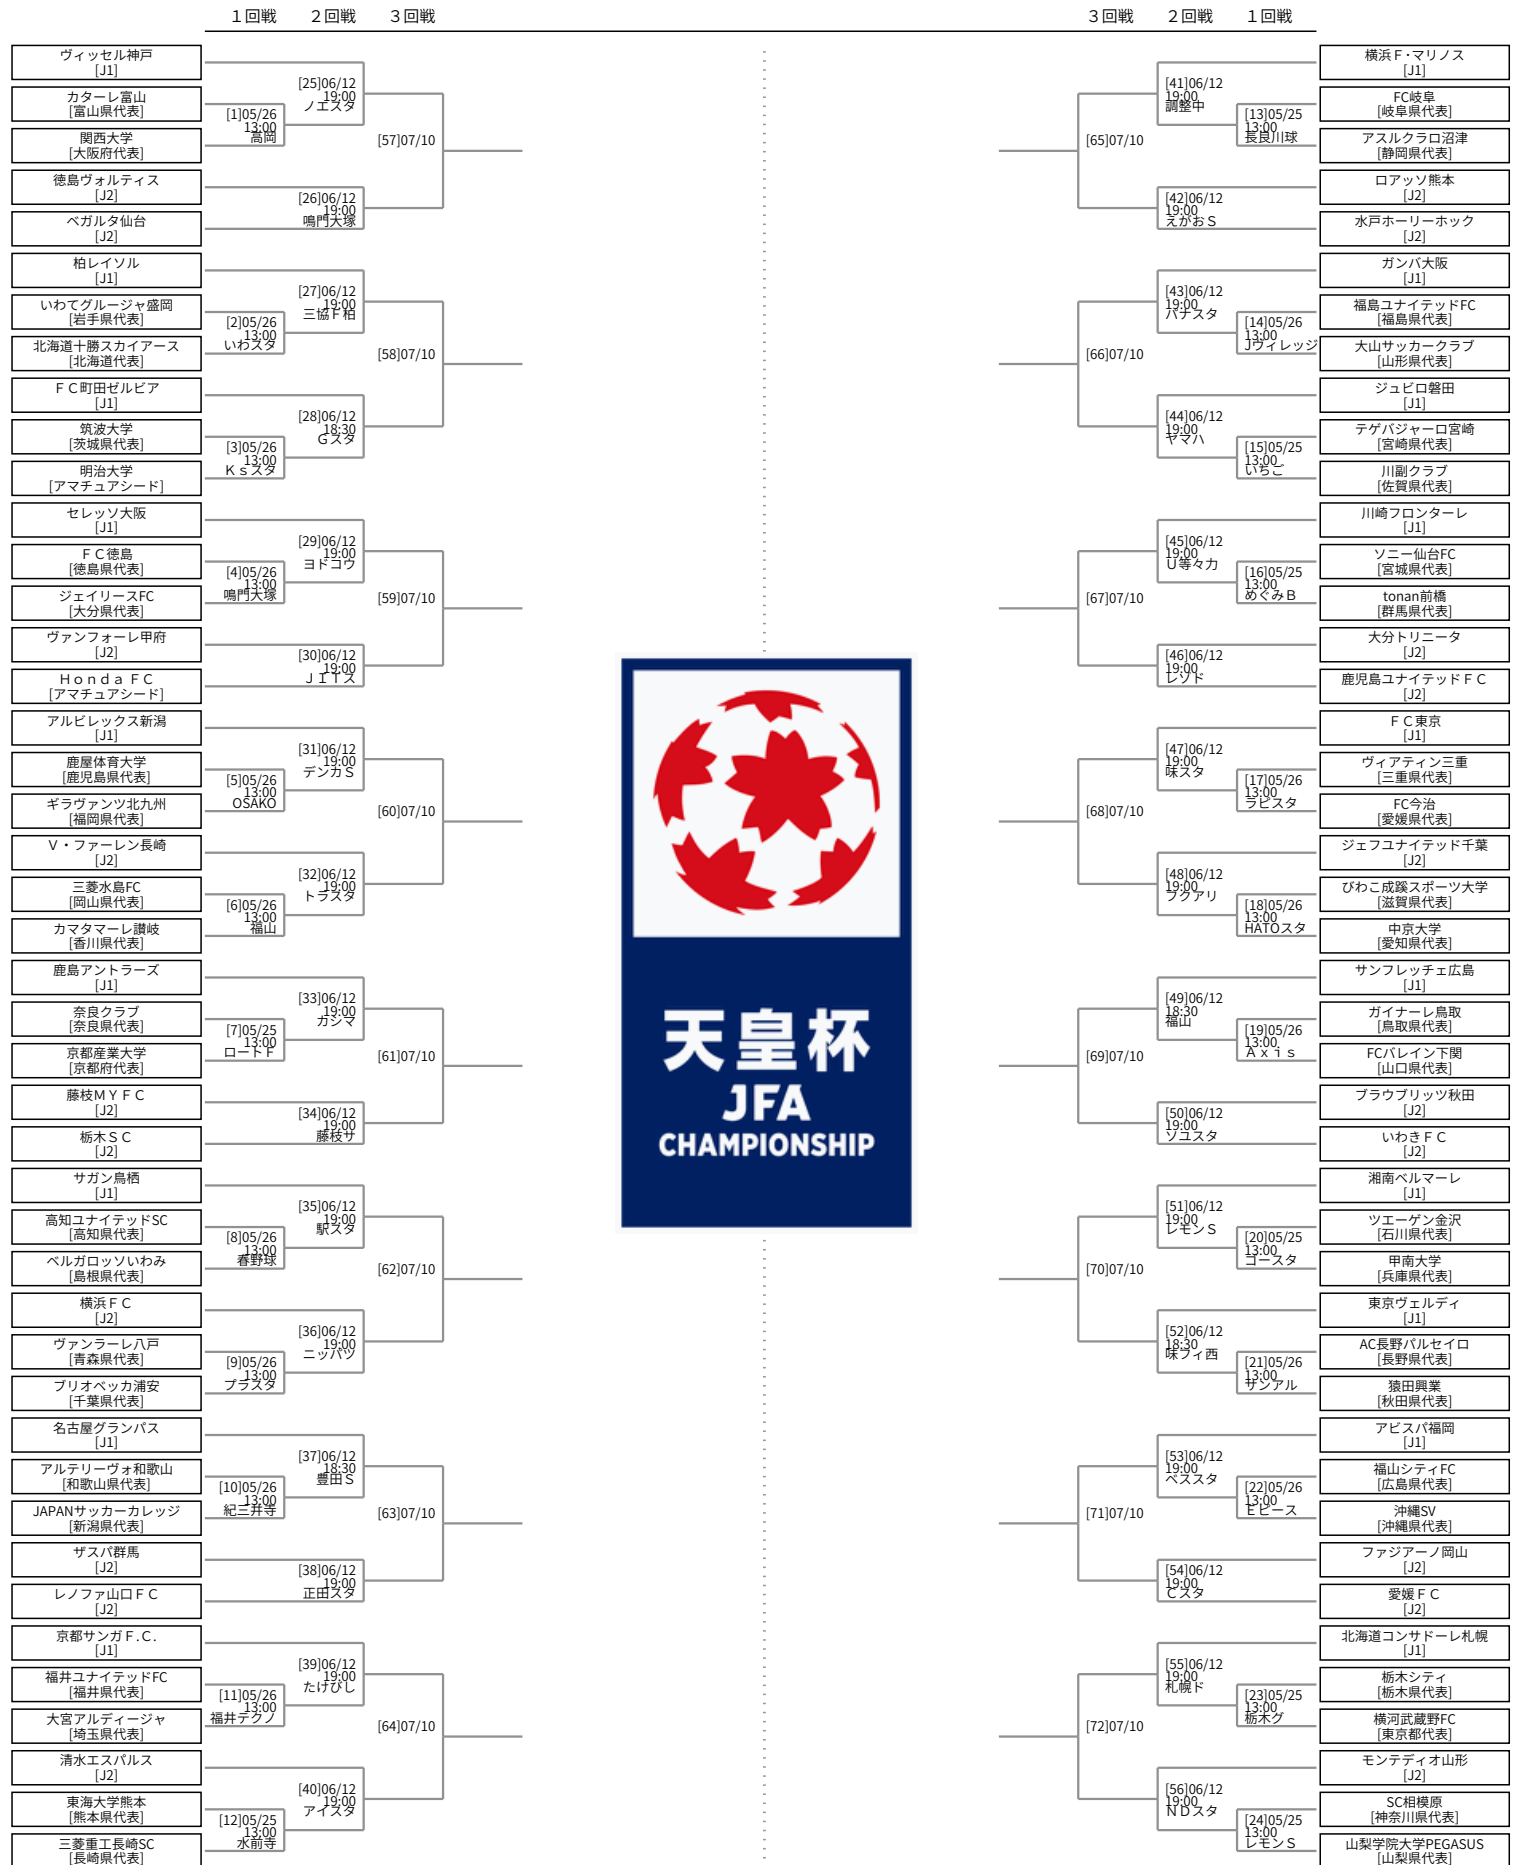 １回戦 ２回戦 ３回戦
ヴィッセル神戸
[J1]
カターレ富山
[富山県代表]
関西大学
[大阪府代表]
徳島ヴォルティス
[J2]
ベガルタ仙台
[J2]
柏レイソル
[J1]
いわてグルージャ盛岡
[岩手県代表]
北海道十勝スカイアース
[北海道代表]
ＦＣ町田ゼルビア
[J1]
筑波大学
[茨城県代表]
明治大学
[アマチュアシード]
セレッソ大阪
[J1]
ＦＣ徳島
[徳島県代表]
ジェイリースFC
[大分県代表]
ヴァンフォーレ甲府
[J2]
Ｈｏｎｄａ ＦＣ
[アマチュアシード]
アルビレックス新潟
[J1]
鹿屋体育大学
[鹿児島県代表]
ギラヴァンツ北九州
[福岡県代表]
Ｖ・ファーレン長崎
[J2]
三菱水島FC
[岡山県代表]
カマタマーレ讃岐
[香川県代表]
鹿島アントラーズ
[J1]
奈良クラブ
[奈良県代表]
京都産業大学
[京都府代表]
藤枝ＭＹＦＣ
[J2]
栃木ＳＣ
[J2]
サガン鳥栖
[J1]
高知ユナイテッドSC
[高知県代表]
ベルガロッソいわみ
[島根県代表]
横浜ＦＣ
[J2]
ヴァンラーレ八戸
[青森県代表]
ブリオベッカ浦安
[千葉県代表]
名古屋グランパス
[J1]
アルテリーヴォ和歌山
[和歌山県代表]
JAPANサッカーカレッジ
[新潟県代表]
ザスパ群馬
[J2]
レノファ山口ＦＣ
[J2]
京都サンガＦ.Ｃ.
[J1]
福井ユナイテッドFC
[福井県代表]
大宮アルディージャ
[埼玉県代表]
清水エスパルス
[J2]
東海大学熊本
[熊本県代表]
三菱重工長崎SC
[長崎県代表]
[1]05/26
13:00
高岡
[2]05/26
13:00
いわスタ
[3]05/26
13:00
Ｋｓスタ
[4]05/26
13:00
鳴門大塚
[5]05/26
13:00
OSAKO
[6]05/26
13:00
福山
[7]05/25
13:00
ロートＦ
[8]05/26
13:00
春野球
[9]05/26
13:00
プラスタ
[10]05/26
13:00
紀三井寺
[11]05/26
13:00
福井テクノ
[12]05/25
13:00
水前寺
[25]06/12
19:00
ノエスタ
[26]06/12
19:00
鳴門大塚
[27]06/12
19:00
三協Ｆ柏
[28]06/12
18:30
Ｇスタ
[29]06/12
19:00
ヨドコウ
[30]06/12
19:00
ＪＩＴス
[31]06/12
19:00
デンカＳ
[32]06/12
19:00
トラスタ
[33]06/12
19:00
カシマ
[34]06/12
19:00
藤枝サ
[35]06/12
19:00
駅スタ
[36]06/12
19:00
ニッパツ
[37]06/12
18:30
豊田Ｓ
[38]06/12
19:00
正田スタ
[39]06/12
19:00
たけびし
[40]06/12
19:00
アイスタ
[57]07/10
[58]07/10
[59]07/10
[60]07/10
[61]07/10
[62]07/10
[63]07/10
[64]07/10
天皇杯
JFA
CHAMPIONSHIP
３回戦 ２回戦 １回戦
[65]07/10
[66]07/10
[67]07/10
[68]07/10
[69]07/10
[70]07/10
[71]07/10
[72]07/10
[41]06/12
19:00
調整中
[42]06/12
19:00
えがおＳ
[43]06/12
19:00
パナスタ
[44]06/12
19:00
ヤマハ
[45]06/12
19:00
Ｕ等々力
[46]06/12
19:00
レゾド
[47]06/12
19:00
味スタ
[48]06/12
19:00
フクアリ
[49]06/12
18:30
福山
[50]06/12
19:00
ソユスタ
[51]06/12
19:00
レモンＳ
[52]06/12
18:30
味フィ西
[53]06/12
19:00
ベススタ
[54]06/12
19:00
Ｃスタ
[55]06/12
19:00
札幌ド
[56]06/12
19:00
ＮＤスタ
[13]05/25
13:00
長良川球
[14]05/26
13:00
Jヴィレッジ
[15]05/25
13:00
いちご
[16]05/25
13:00
めぐみＢ
[17]05/26
13:00
ラピスタ
[18]05/26
13:00
HATOスタ
[19]05/26
13:00
Ａｘｉｓ
[20]05/25
13:00
ゴースタ
[21]05/26
13:00
サンアル
[22]05/26
13:00
Ｅピース
[23]05/25
13:00
栃木グ
[24]05/25
13:00
レモンＳ
横浜Ｆ・マリノス
[J1]
FC岐阜
[岐阜県代表]
アスルクラロ沼津
[静岡県代表]
ロアッソ熊本
[J2]
水戸ホーリーホック
[J2]
ガンバ大阪
[J1]
福島ユナイテッドFC
[福島県代表]
大山サッカークラブ
[山形県代表]
ジュビロ磐田
[J1]
テゲバジャーロ宮崎
[宮崎県代表]
川副クラブ
[佐賀県代表]
川崎フロンターレ
[J1]
ソニー仙台FC
[宮城県代表]
tonan前橋
[群馬県代表]
大分トリニータ
[J2]
鹿児島ユナイテッドＦＣ
[J2]
ＦＣ東京
[J1]
ヴィアティン三重
[三重県代表]
FC今治
[愛媛県代表]
ジェフユナイテッド千葉
[J2]
びわこ成蹊スポーツ大学
[滋賀県代表]
中京大学
[愛知県代表]
サンフレッチェ広島
[J1]
ガイナーレ鳥取
[鳥取県代表]
FCバレイン下関
[山口県代表]
ブラウブリッツ秋田
[J2]
いわきＦＣ
[J2]
湘南ベルマーレ
[J1]
ツエーゲン金沢
[石川県代表]
甲南大学
[兵庫県代表]
東京ヴェルディ
[J1]
AC長野パルセイロ
[長野県代表]
猿田興業
[秋田県代表]
アビスパ福岡
[J1]
福山シティFC
[広島県代表]
沖縄SV
[沖縄県代表]
ファジアーノ岡山
[J2]
愛媛ＦＣ
[J2]
北海道コンサドーレ札幌
[J1]
栃木シティ
[栃木県代表]
横河武蔵野FC
[東京都代表]
モンテディオ山形
[J2]
SC相模原
[神奈川県代表]
山梨学院大学PEGASUS
[山梨県代表]